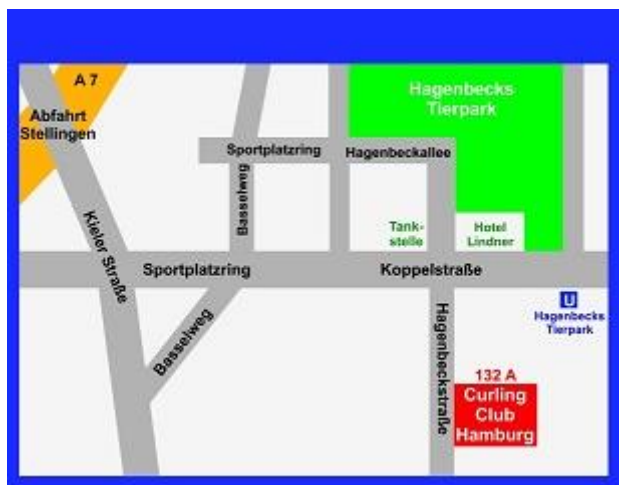 A 7
Abfahrt
Stellingen
Hagenbecks
Tierpark
Sportplatzring
Hagenbeckallee
Basselweg
Kieler Straße
Tank-
stelle
Hotel
Lindner
Sportplatzring
Koppelstraße
U
Hagenbecks
Tierpark
Basselweg
Hagenbeckstraße
132 A
Curling
Club
Hamburg